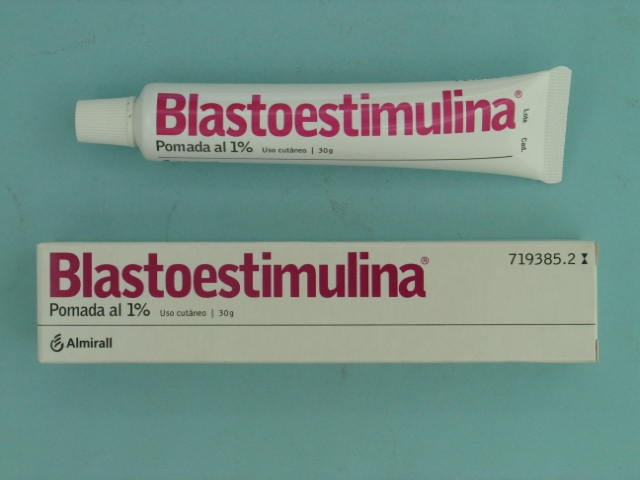 Blastoestimulina®
Pomada al 1% Uso cutáneo | 30g
Lote Cad.
Blastoestimulina®
719385.2
Pomada al 1% Uso cutáneo | 30g
Almirall